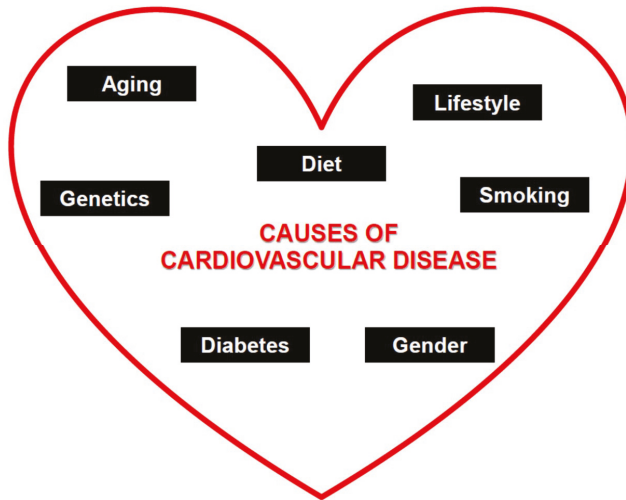 Aging
Lifestyle
Diet
Genetics
Smoking
CAUSES OF
CARDIOVASCULAR DISEASE
Diabetes
Gender